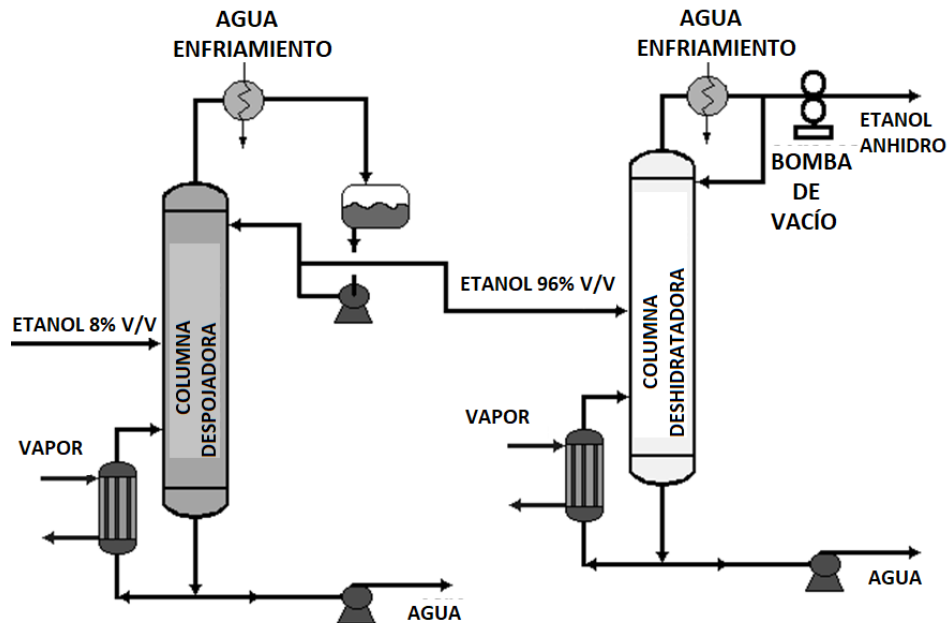 AGUA
ENFRIAMIENTO
AGUA
ENFRIAMIENTO
ETANOL
ANHIDRO
BOMBA
DE
VACÍO
ETANOL 8% V/V
COLUMNA
DESPOJADORA
ETANOL 96% V/V
COLUMNA
DESHIDRATADORA
VAPOR
VAPOR
AGUA
AGUA